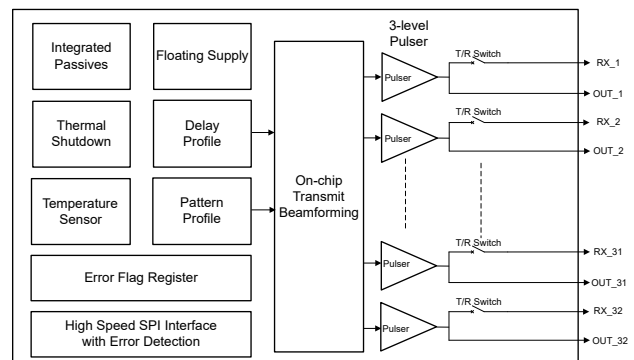 Integrated
Passives
Floating Supply
Thermal
Shutdown
Delay
Profile
Temperature
Sensor
Pattern
Profile
Error Flag Register
High Speed SPI Interface
with Error Detection
On-chip
Transmit
Beamforming
3-level
Pulser
Pulser
T/R Switch
RX_1
OUT_1
Pulser
T/R Switch
RX_2
OUT_2
Pulser
T/R Switch
RX_31
OUT_31
Pulser
T/R Switch
RX_32
OUT_32